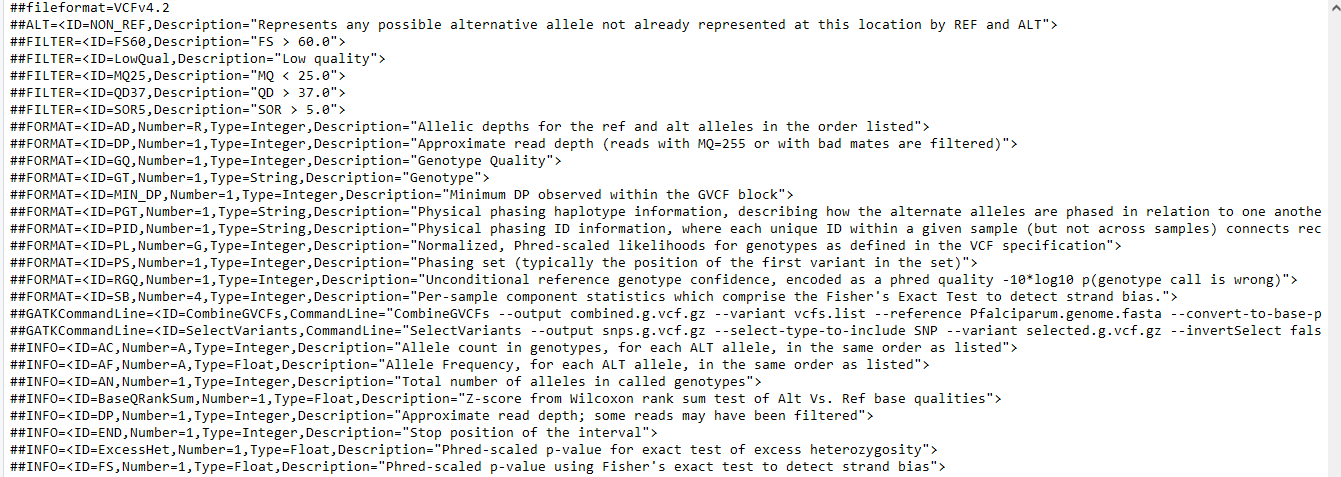 ##fileformat=VCFv4.2
##ALT=<ID=NON_REF,Description="Represents any possible alternative allele not already represented at this location by REF and ALT">
##FILTER=<ID=FS60,Description="FS > 60.0">
##FILTER=<ID=LowQual,Description="Low quality">
##FILTER=<ID=MQ25,Description="MQ < 25.0">
##FILTER=<ID=QD37,Description="QD > 37.0">
##FILTER=<ID=SOR5,Description="SOR > 5.0">
##FORMAT=<ID=AD,Number=R,Type=Integer,Description="Allelic depths for the ref and alt alleles in the order listed">
##FORMAT=<ID=DP,Number=1,Type=Integer,Description="Approximate read depth (reads with MQ=255 or with bad mates are filtered)">
##FORMAT=<ID=GQ,Number=1,Type=Integer,Description="Genotype Quality">
##FORMAT=<ID=GT,Number=1,Type=String,Description="Genotype">
##FORMAT=<ID=MIN_DP,Number=1,Type=Integer,Description="Minimum DP observed within the GVCF block">
##FORMAT=<ID=PGT,Number=1,Type=String,Description="Physical phasing haplotype information, describing how the alternate alleles are phased in relation to one anothe
##FORMAT=<ID=PID,Number=1,Type=String,Description="Physical phasing ID information, where each unique ID within a given sample (but not across samples) connects rec
##FORMAT=<ID=PL,Number=G,Type=Integer,Description="Normalized, Phred-scaled likelihoods for genotypes as defined in the VCF specification">
##FORMAT=<ID=PS,Number=1,Type=Integer,Description="Phasing set (typically the position of the first variant in the set)">
##FORMAT=<ID=RGQ,Number=1,Type=Integer,Description="Unconditional reference genotype confidence, encoded as a phred quality -10*log10 p(genotype call is wrong)">
##FORMAT=<ID=SB,Number=4,Type=Integer,Description="Per-sample component statistics which comprise the Fisher's Exact Test to detect strand bias.">
##GATKCommandLine=<ID=CombineGVCFs,CommandLine="CombineGVCFs --output combined.g.vcf.gz --variant vcfs.list --reference Pfalciparum.genome.fasta --convert-to-base-p
##GATKCommandLine=<ID=SelectVariants,CommandLine="SelectVariants --output snps.g.vcf.gz --select-type-to-include SNP --variant selected.g.vcf.gz --invertSelect fals
##INFO=<ID=AC,Number=A,Type=Integer,Description="Allele count in genotypes, for each ALT allele, in the same order as listed">
##INFO=<ID=AF,Number=A,Type=Float,Description="Allele Frequency, for each ALT allele, in the same order as listed">
##INFO=<ID=AN,Number=1,Type=Integer,Description="Total number of alleles in called genotypes">
##INFO=<ID=BaseQRankSum,Number=1,Type=Float,Description="Z-score from Wilcoxon rank sum test of Alt Vs. Ref base qualities">
##INFO=<ID=DP,Number=1,Type=Integer,Description="Approximate read depth; some reads may have been filtered">
##INFO=<ID=END,Number=1,Type=Integer,Description="Stop position of the interval">
##INFO=<ID=ExcessHet,Number=1,Type=Float,Description="Phred-scaled p-value for exact test of excess heterozygosity">
##INFO=<ID=FS,Number=1,Type=Float,Description="Phred-scaled p-value using Fisher's exact test to detect strand bias">